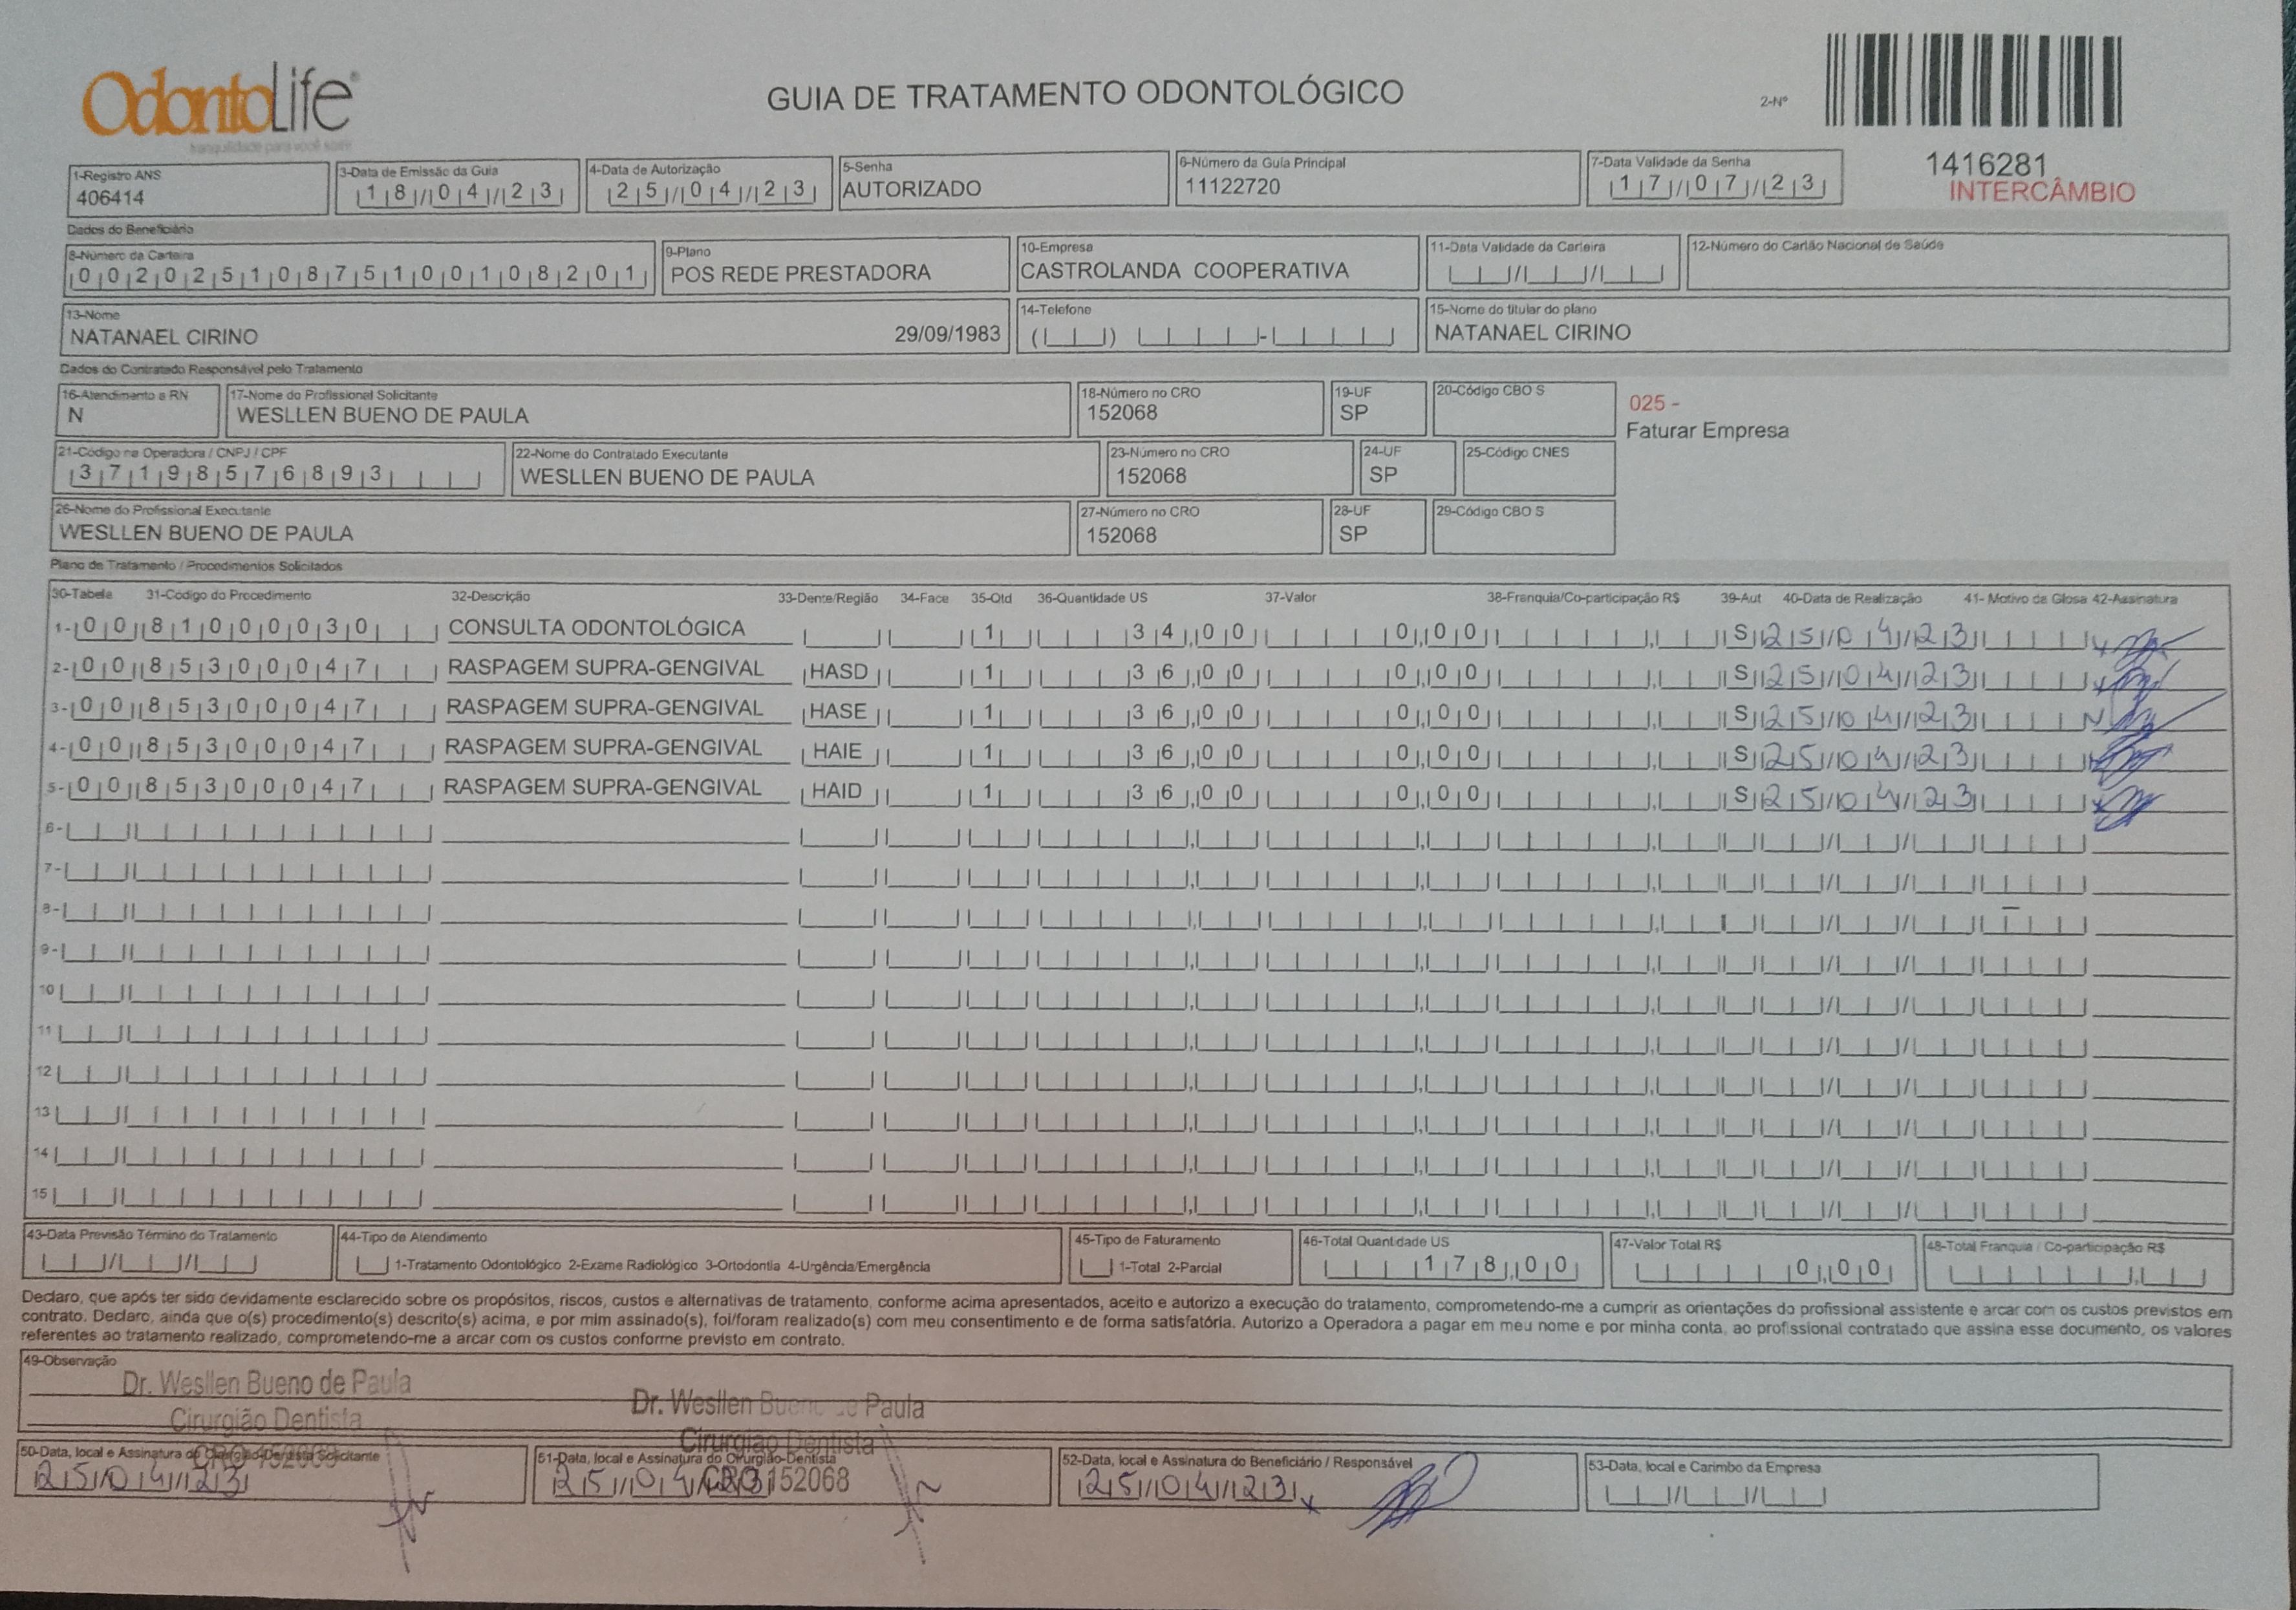 OdontoLife
tranquilidade para você sorrir
GUIA DE TRATAMENTO ODONTOLÓGICO
2-Nº
1416281
INTERCÂMBIO
1-Registro ANS
406414
3-Data de Emissão da Guia
18/04/23
4-Data de Autorização
25/04/23
5-Senha
AUTORIZADO
6-Número da Guia Principal
11122720
7-Data Validade da Senha
17/07/23
Dados do Beneficiário
8-Número da Carteira
00202510875100108201
9-Plano
POS REDE PRESTADORA
10-Empresa
CASTROLANDA COOPERATIVA
11-Data Validade da Carteira
12-Número do Cartão Nacional de Saúde
13-Nome
NATANAEL CIRINO 29/09/1983
14-Telefone
15-Nome do titular do plano
NATANAEL CIRINO
Dados do Contratado Responsável pelo Tratamento
16-Atendimento a RN
N
17-Nome do Profissional Solicitante
WESLLEN BUENO DE PAULA
18-Número no CRO
152068
19-UF
SP
20-Código CBO S
025 -
Faturar Empresa
21-Código na Operadora / CNPJ / CPF
37198576893
22-Nome do Contratado Executante
WESLLEN BUENO DE PAULA
23-Número no CRO
152068
24-UF
SP
25-Código CNES
26-Nome do Profissional Executante
WESLLEN BUENO DE PAULA
27-Número no CRO
152068
28-UF
SP
29-Código CBO S
Plano de Tratamento / Procedimentos Solicitados
30-Tabela 31-Código do Procedimento 32-Descrição 33-Dente/Região 34-Face 35-Qtd 36-Quantidade US 37-Valor 38-Franquia/Co-participação R$ 39-Aut 40-Data de Realização 41- Motivo da Glosa 42-Assinatura
1-00 81000030 CONSULTA ODONTOLÓGICA 1 34,00 0,00 S 25/04/23
2-00 85300047 RASPAGEM SUPRA-GENGIVAL HASD 1 36,00 0,00 S 25/04/23
3-00 85300047 RASPAGEM SUPRA-GENGIVAL HASE 1 36,00 0,00 S 25/04/23
4-00 85300047 RASPAGEM SUPRA-GENGIVAL HAIE 1 36,00 0,00 S 25/04/23
5-00 85300047 RASPAGEM SUPRA-GENGIVAL HAID 1 36,00 0,00 S 25/04/23
6-
7-
8-
9-
10
11
12
13
14
15
43-Data Previsão Término do Tratamento
44-Tipo de Atendimento
1-Tratamento Odontológico 2-Exame Radiológico 3-Ortodontia 4-Urgência/Emergência
45-Tipo de Faturamento
1-Total 2-Parcial
46-Total Quantidade US
178,00
47-Valor Total R$
0,00
48-Total Franquia / Co-participação R$
Declaro, que após ter sido devidamente esclarecido sobre os propósitos, riscos, custos e alternativas de tratamento, conforme acima apresentados, aceito e autorizo a execução do tratamento, comprometendo-me a cumprir as orientações do profissional assistente e arcar com os custos previstos em
contrato. Declaro, ainda que o(s) procedimento(s) descrito(s) acima, e por mim assinado(s), foi/foram realizado(s) com meu consentimento e de forma satisfatória. Autorizo a Operadora a pagar em meu nome e por minha conta, ao profissional contratado que assina esse documento, os valores
referentes ao tratamento realizado, comprometendo-me a arcar com os custos conforme previsto em contrato.
49-Observação
Dr. Wesllen Bueno de Paula
Cirurgião Dentista
CRO 152068
Dr. Wesllen Bueno de Paula
Cirurgião Dentista
CRO 152068
50-Data, local e Assinatura do Cirurgião-Dentista Solicitante
25/04/23
51-Data, local e Assinatura do Cirurgião-Dentista
25/04/23
52-Data, local e Assinatura do Beneficiário / Responsável
25/04/23 x
53-Data, local e Carimbo da Empresa